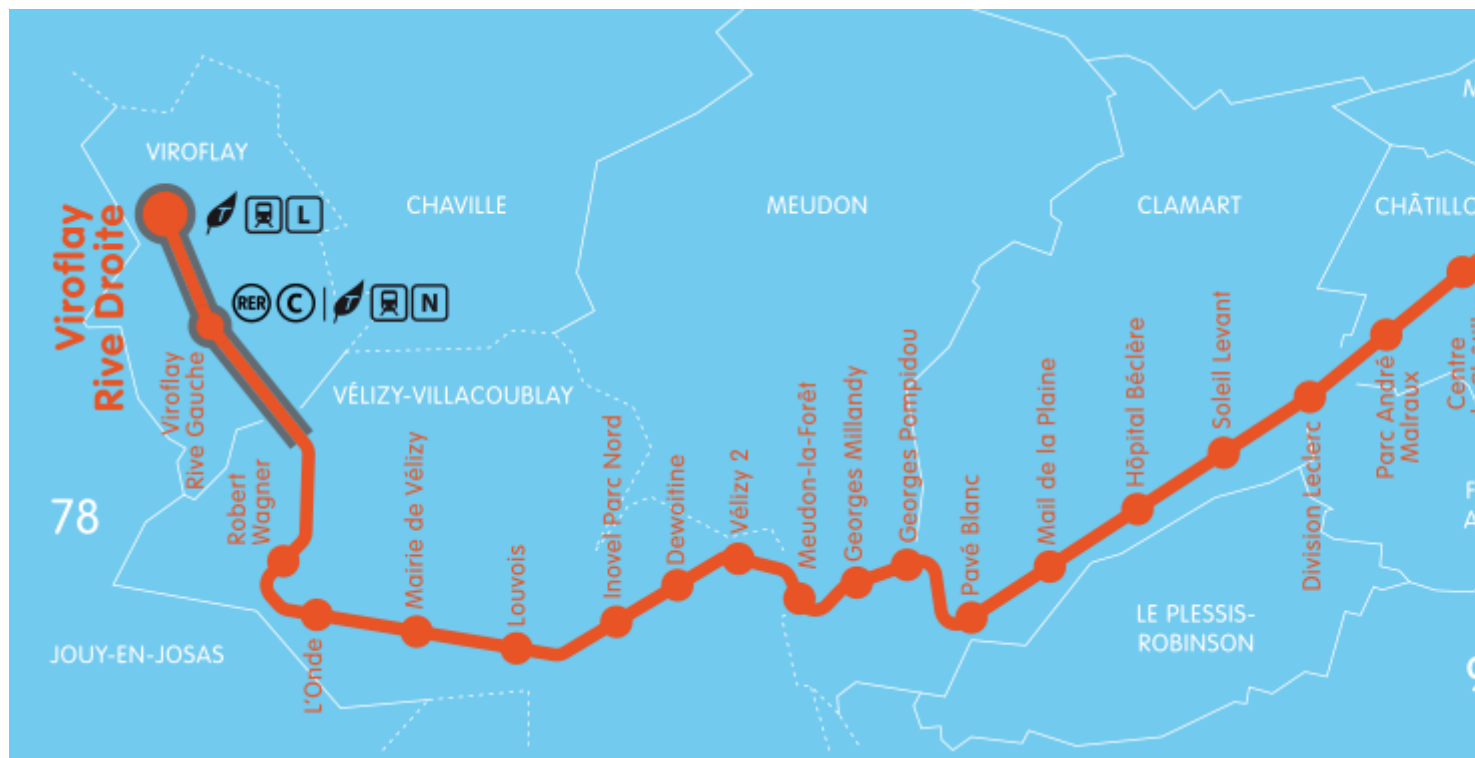 VIROFLAY
Viroflay
Rive Droite
T
L
RER C T N
CHAVILLE
MEUDON
CLAMART
VÉLIZY-VILLACOUBLAY
78
JOUY-EN-JOSAS
LE PLESSIS-
ROBINSON
Viroflay
Rive Gauche
Robert
Wagner
L'Onde
Mairie de Vélizy
Louvois
Inovel Parc Nord
Dewoitine
Vélizy 2
Meudon-la-Forêt
Georges Millandy
Georges Pompidou
Pavé Blanc
Mail de la Plaine
Hôpital Béclère
Soleil Levant
Division Leclerc
Parc André
Malraux
Centre